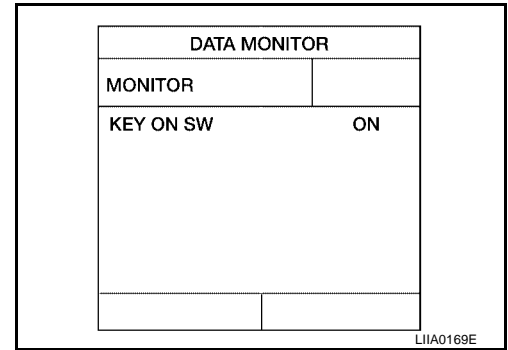 DATA MONITOR
MONITOR
KEY ON SW ON
LIIA0169E